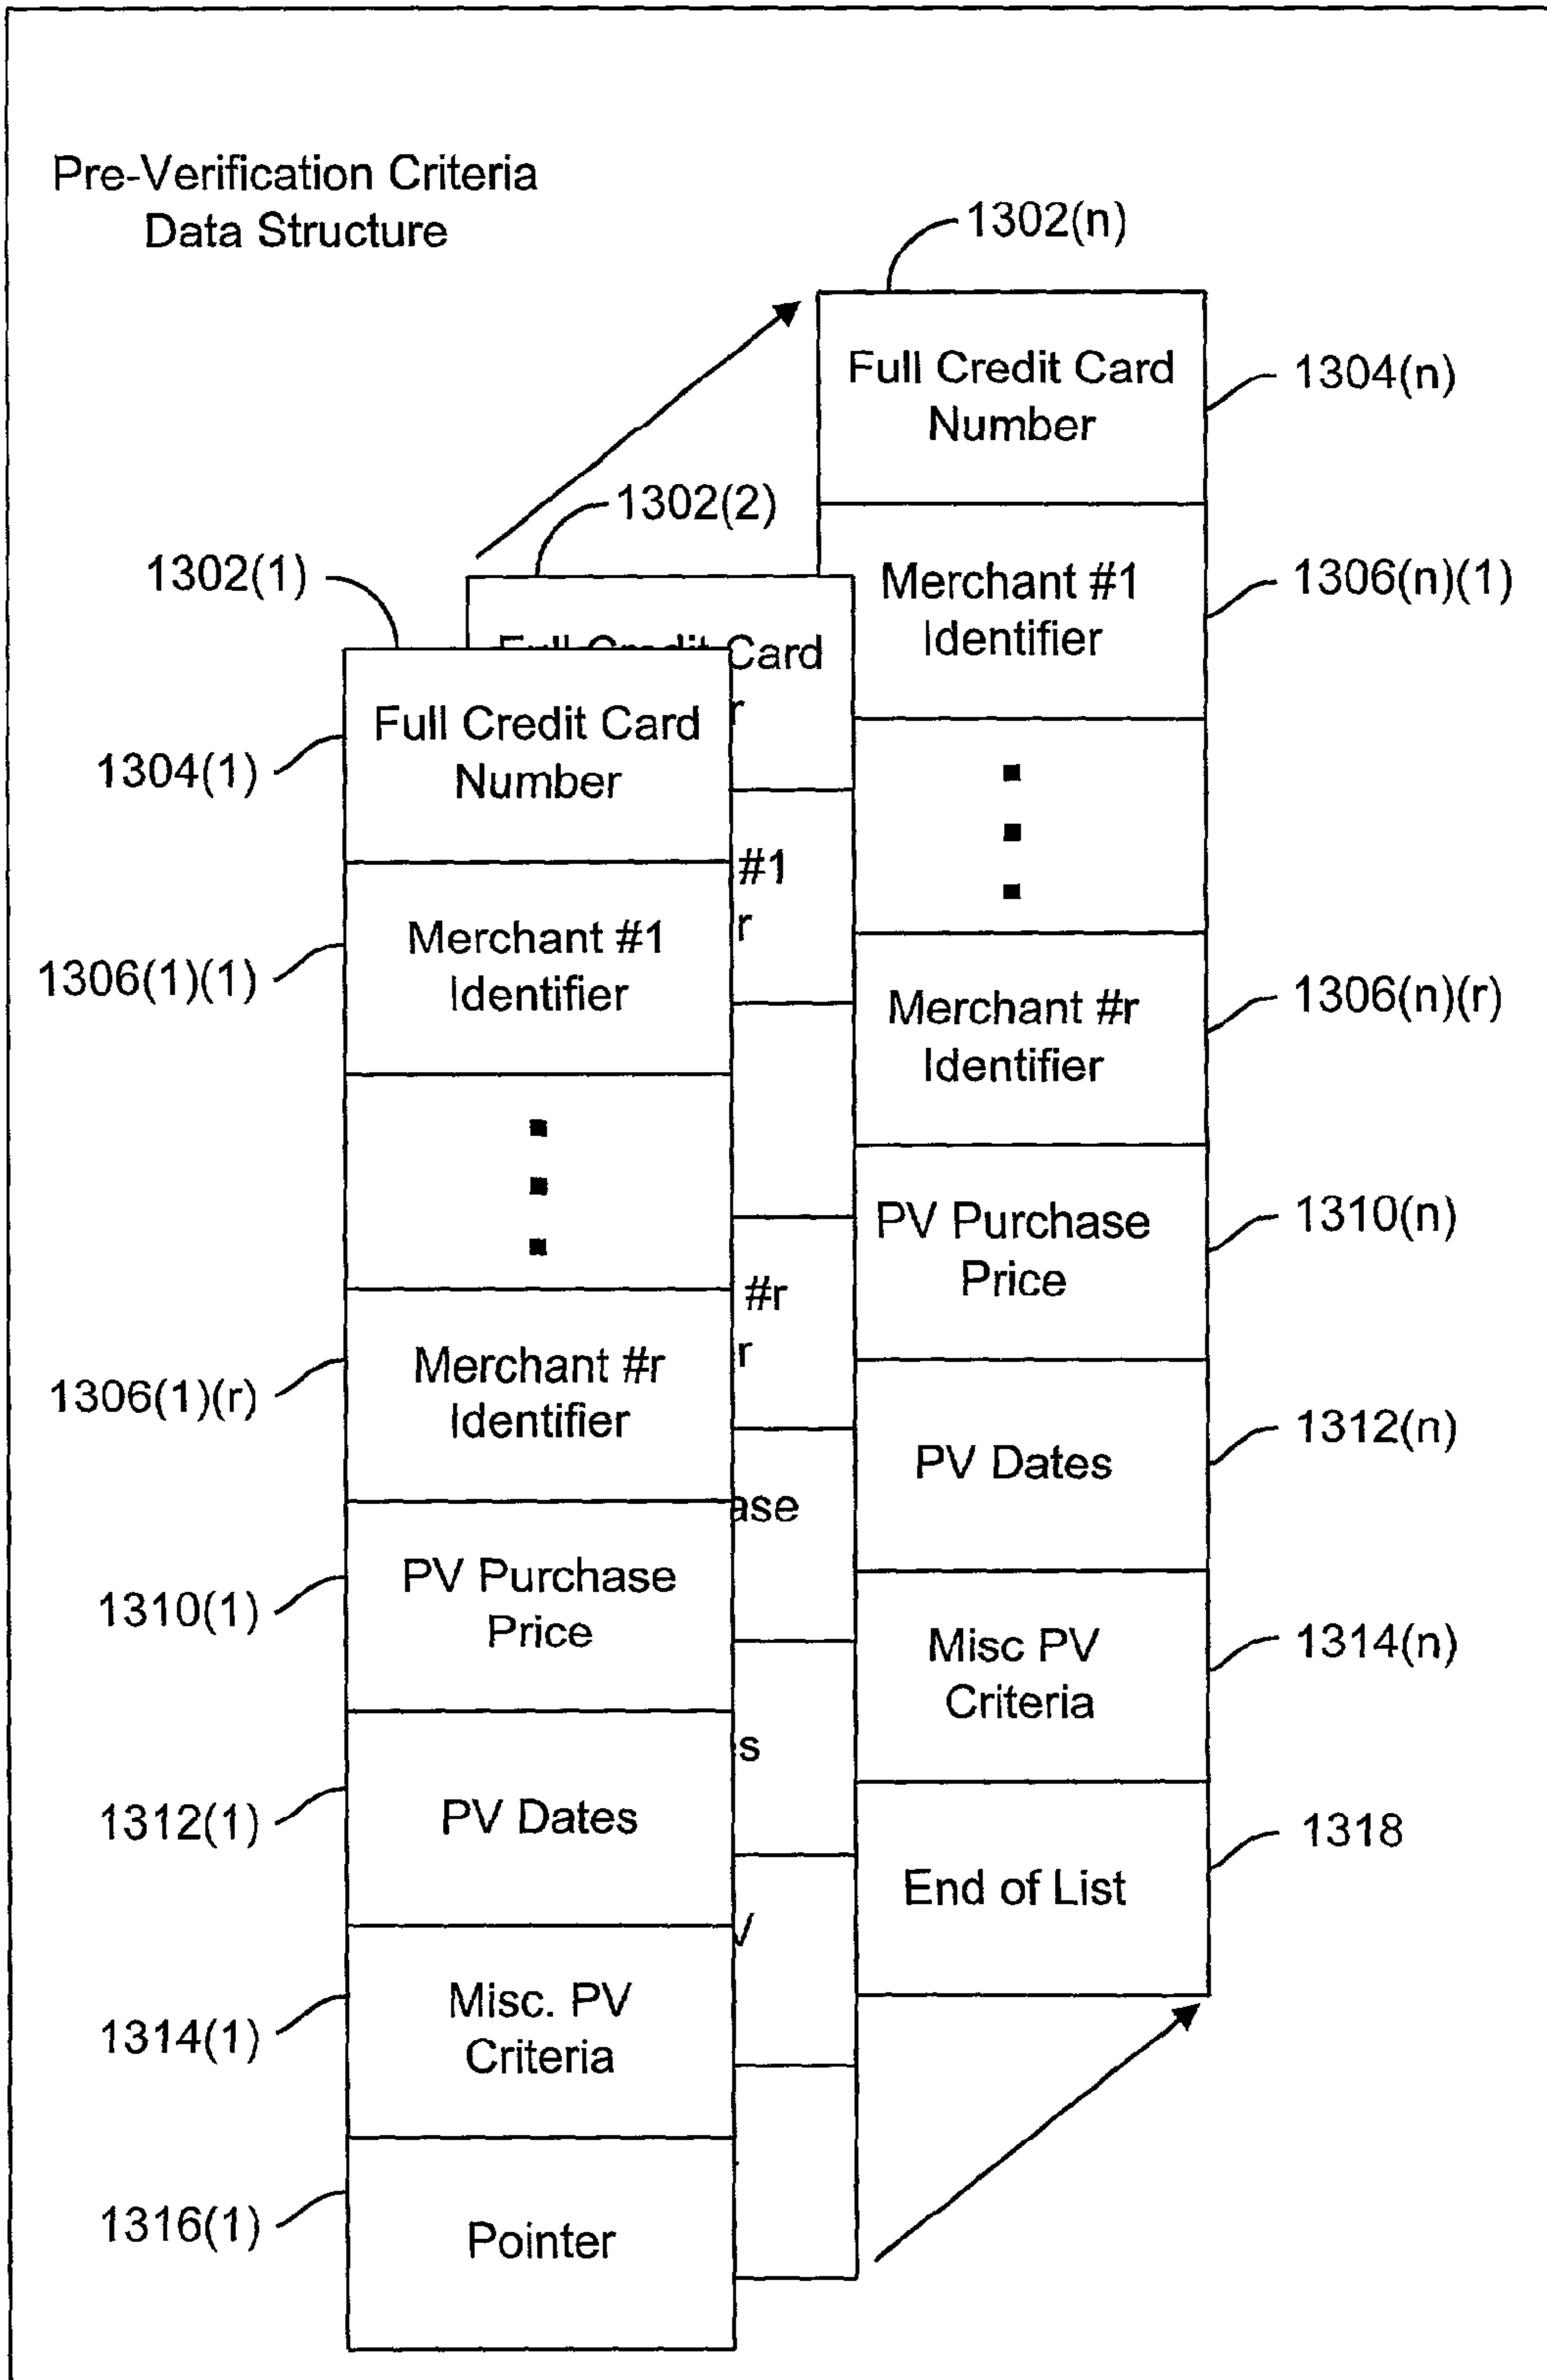 Pre-Verification Criteria
Data Structure
1302(n)
Full Credit Card
Number
1304(n)
1302(2)
1302(1)
Merchant #1
Identifier
1306(n)(1)
Card
r
Full Credit Card
Number
1304(1)
#1
r
Merchant #1
Identifier
1306(1)(1)
Merchant #r
Identifier
1306(n)(r)
PV Purchase
Price
1310(n)
#r
r
Merchant #r
Identifier
1306(1)(r)
PV Dates
1312(n)
ase
PV Purchase
Price
1310(1)
Misc PV
Criteria
1314(n)
s
PV Dates
1312(1)
End of List
1318
V
Misc. PV
Criteria
1314(1)
Pointer
1316(1)